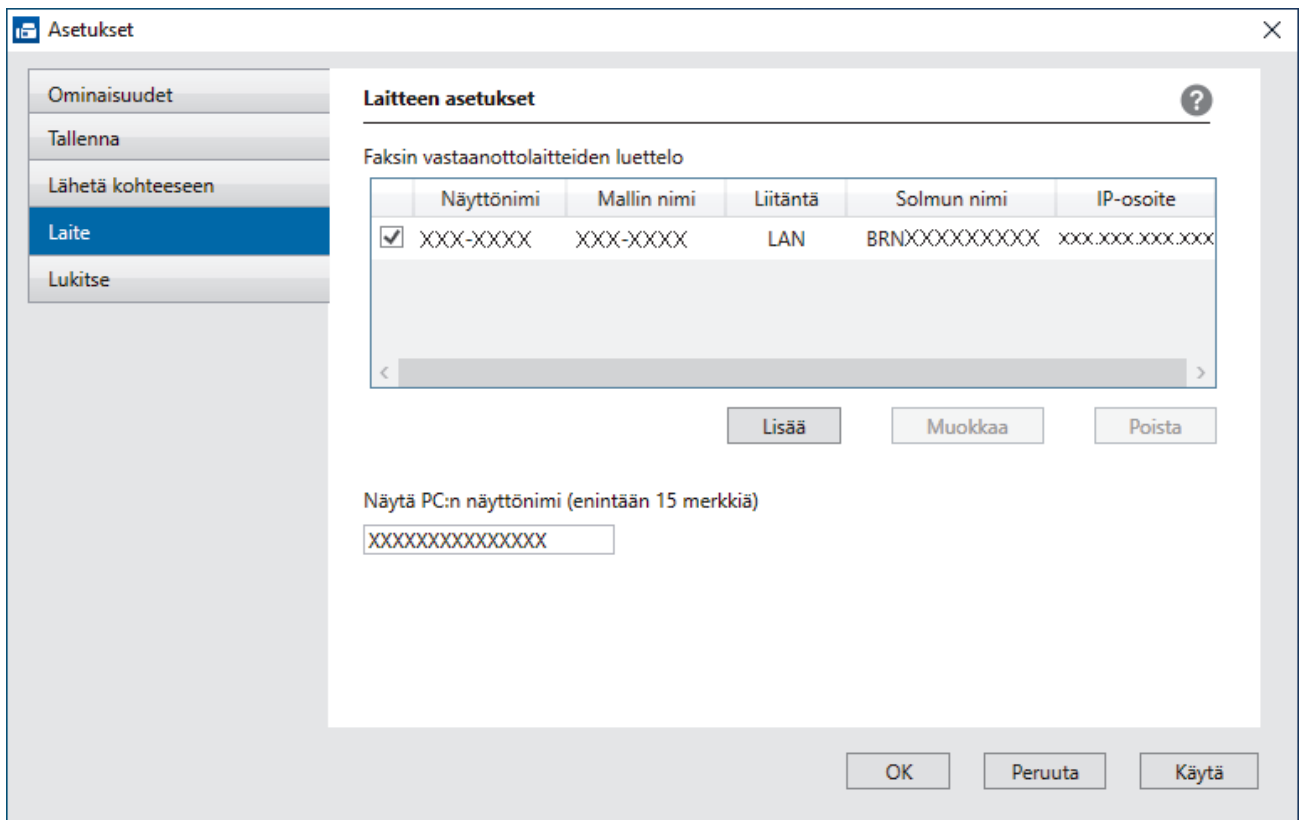 Asetukset
Ominaisuudet
Tallenna
Lähetä kohteeseen
Laite
Lukitse
Laitteen asetukset
?
Faksin vastaanottolaitteiden luettelo
Näyttönimi Mallin nimi Liitäntä Solmun nimi IP-osoite
XXX-XXXX XXX-XXXX LAN BRNXXXXXXXXX XXX.XXX.XXX.XXX
Lisää Muokkaa Poista
Näytä PC:n näyttönimi (enintään 15 merkkiä)
XXXXXXXXXXXXXXX
OK Peruuta Käytä